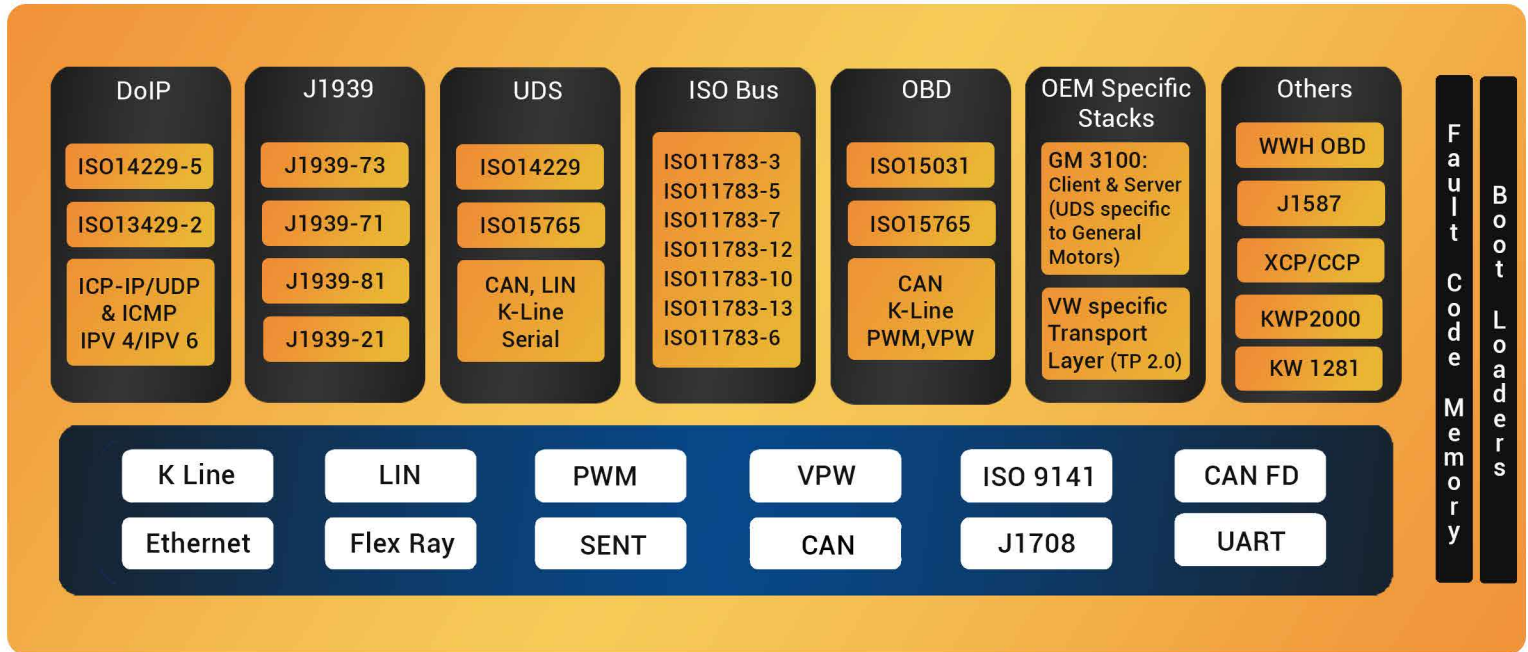 DoIP
ISO14229-5
ISO13429-2
ICP-IP/UDP
& ICMP
IPV 4/IPV 6
J1939
J1939-73
J1939-71
J1939-81
J1939-21
UDS
ISO14229
ISO15765
CAN, LIN
K-Line
Serial
ISO Bus
ISO11783-3
ISO11783-5
ISO11783-7
ISO11783-12
ISO11783-10
ISO11783-13
ISO11783-6
OBD
ISO15031
ISO15765
CAN
K-Line
PWM,VPW
OEM Specific
Stacks
GM 3100:
Client & Server
(UDS specific
to General
Motors)
VW specific
Transport
Layer (TP 2.0)
Others
WWH OBD
J1587
XCP/CCP
KWP2000
KW 1281
Fault Code Memory
Boot Loaders
K Line
LIN
PWM
VPW
ISO 9141
CAN FD
Ethernet
Flex Ray
SENT
CAN
J1708
UART